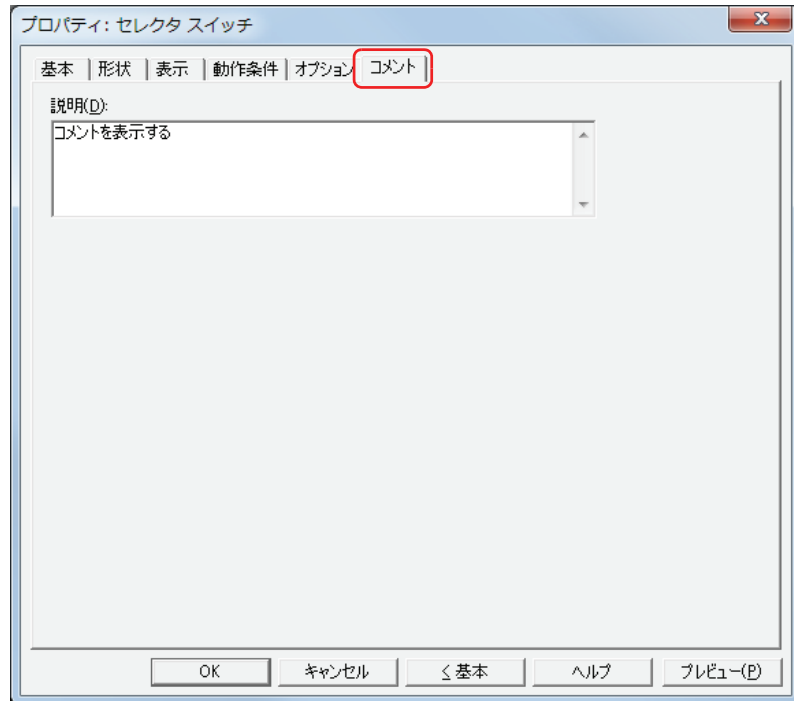 プロパティ: セレクタ スイッチ
基本 形状 表示 動作条件 オプション コメント
説明(D):
コメントを表示する
OK キャンセル ≤ 基本 ヘルプ プレビュー(P)